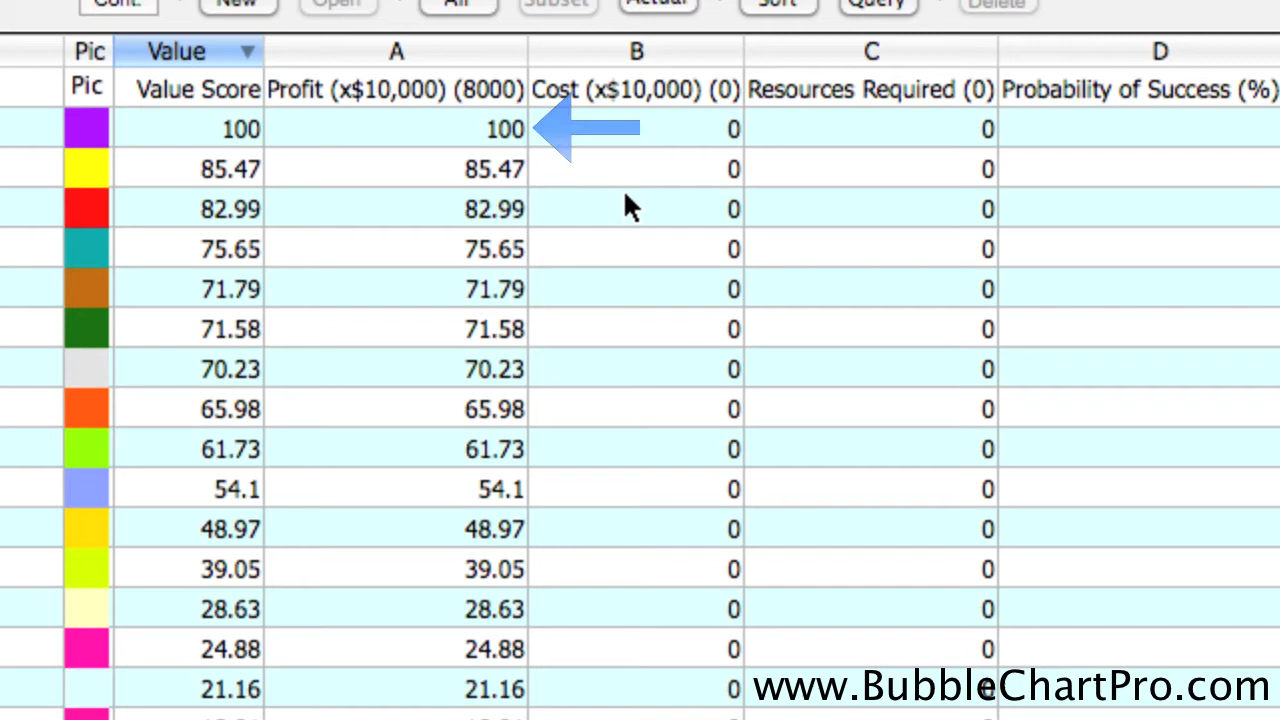 Cont. New Open All Subset Actual Sort Query Delete
Pic Value A B C D
Pic Value Score Profit (x$10,000) (8000) Cost (x$10,000) (0) Resources Required (0) Probability of Success (%)
100 100 0 0
85.47 85.47 0 0
82.99 82.99 0 0
75.65 75.65 0 0
71.79 71.79 0 0
71.58 71.58 0 0
70.23 70.23 0 0
65.98 65.98 0 0
61.73 61.73 0 0
54.1 54.1 0 0
48.97 48.97 0 0
39.05 39.05 0 0
28.63 28.63 0 0
24.88 24.88 0 0
21.16 21.16 0 0
www.BubbleChartPro.com